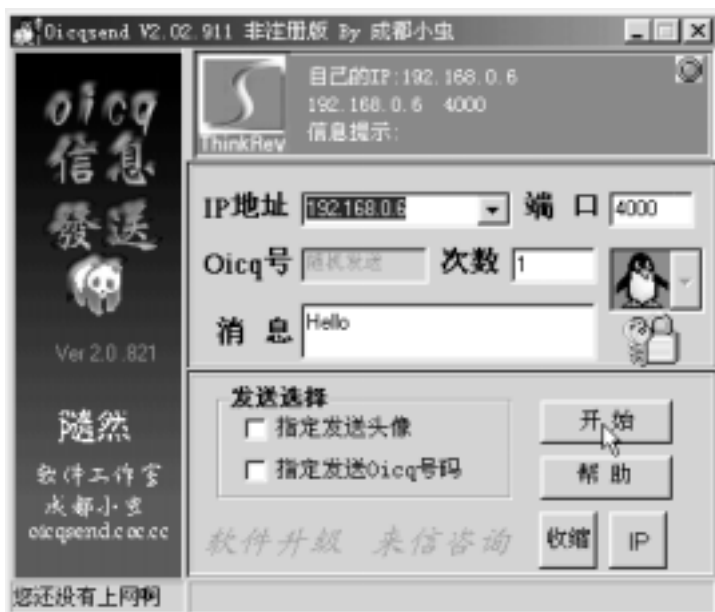 Oicqsend V2.02.911 非注册版 By 成都小虫
oicq
信息
發送
Ver 2.0.821
隨然
软件工作室
成都小虫
oicqsend.coc.cc
ThinkRev
自己的IP:192.168.0.6
192.168.0.6 4000
信息提示:
IP地址 192.168.0.6 端 口 4000
Oicq号 随机发送 次数 1
消 息 Hello
发送选择
指定发送头像
指定发送Oicq号码
开 始
帮 助
软件升级 来信咨询
收缩 IP
您还没有上网啊